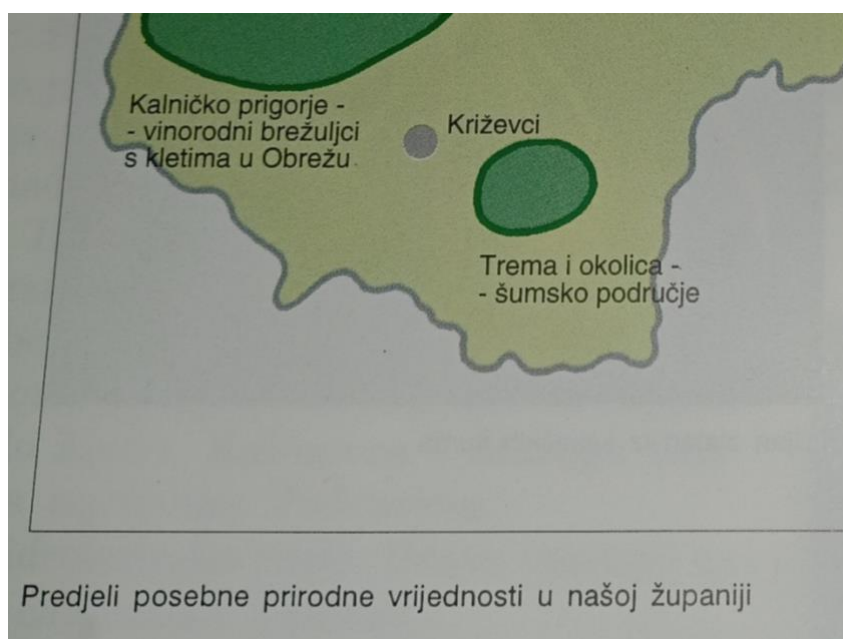 Kalničko prigorje -
- vinorodni brežuljci
s kletima u Obrežu
Križevci
Trema i okolica -
- šumsko područje
Predjeli posebne prirodne vrijednosti u našoj županiji